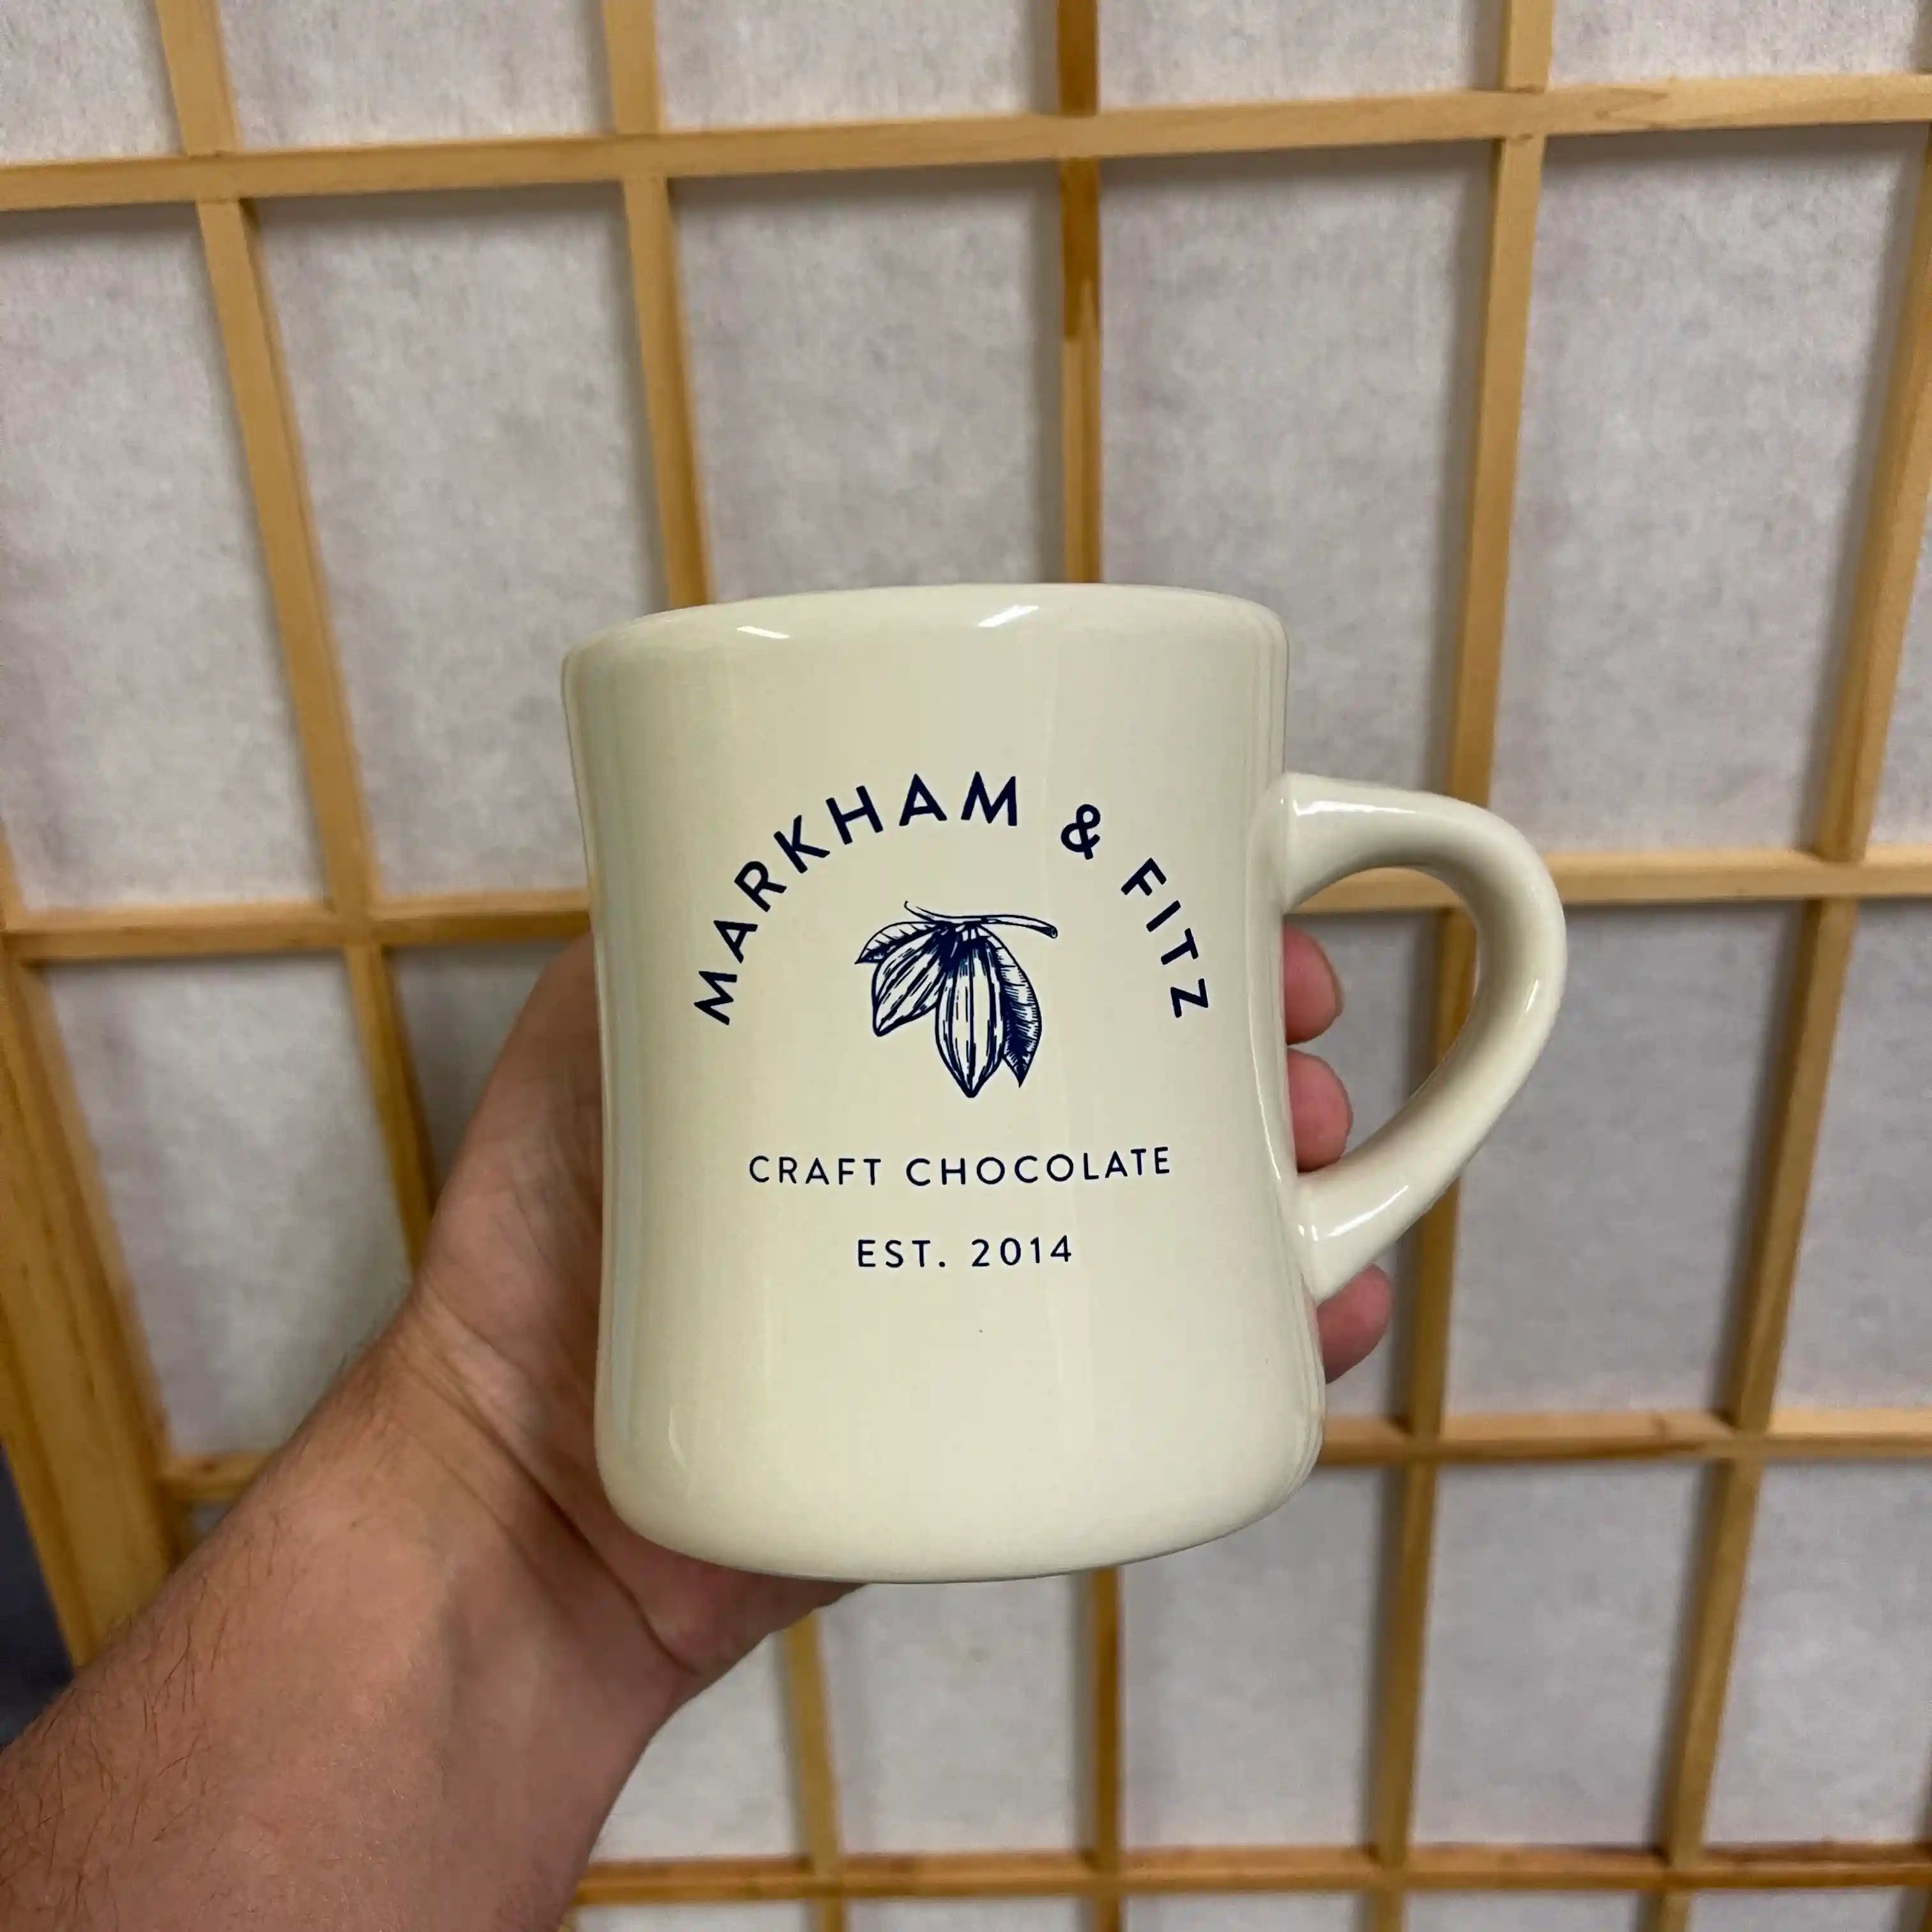 MARKHAM & FITZ
CRAFT CHOCOLATE
EST. 2014